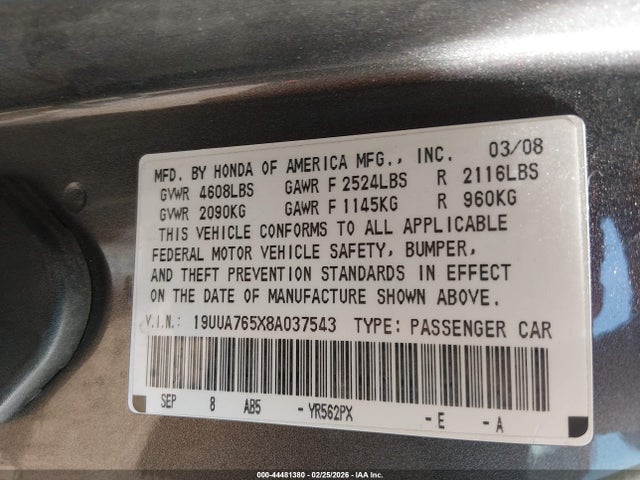 MFD. BY HONDA OF AMERICA MFG., INC. 03/08
GVWR 4608LBS GAWR F 2524LBS R 2116LBS
GVWR 2090KG GAWR F 1145KG R 960KG
THIS VEHICLE CONFORMS TO ALL APPLICABLE
FEDERAL MOTOR VEHICLE SAFETY, BUMPER,
AND THEFT PREVENTION STANDARDS IN EFFECT
ON THE DATE OF MANUFACTURE SHOWN ABOVE.
V.I.N.: 19UUA765X8A037543 TYPE: PASSENGER CAR
SEP 8 AB5 - YR562PX - E - A
000-44481380 - 02/25/2026 - IAA Inc.